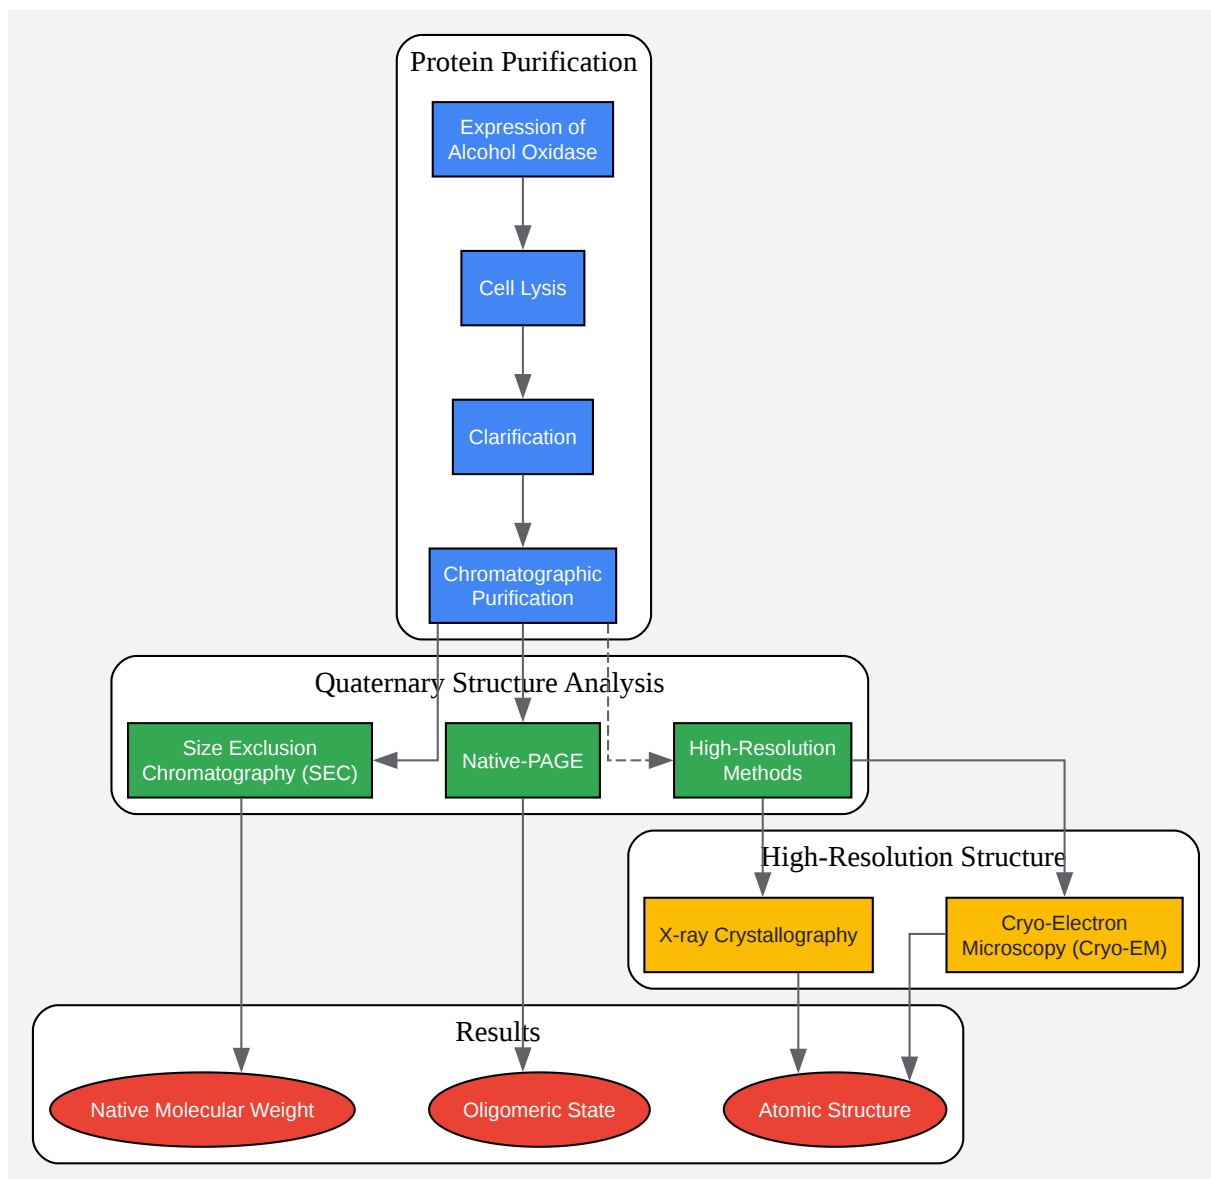 Protein Purification
Expression of
Alcohol Oxidase
Cell Lysis
Clarification
Chromatographic
Purification
Quaternary Structure Analysis
Size Exclusion
Chromatography (SEC)
Native-PAGE
High-Resolution
Methods
High-Resolution Structure
X-ray Crystallography
Cryo-Electron
Microscopy (Cryo-EM)
Results
Native Molecular Weight
Oligomeric State
Atomic Structure